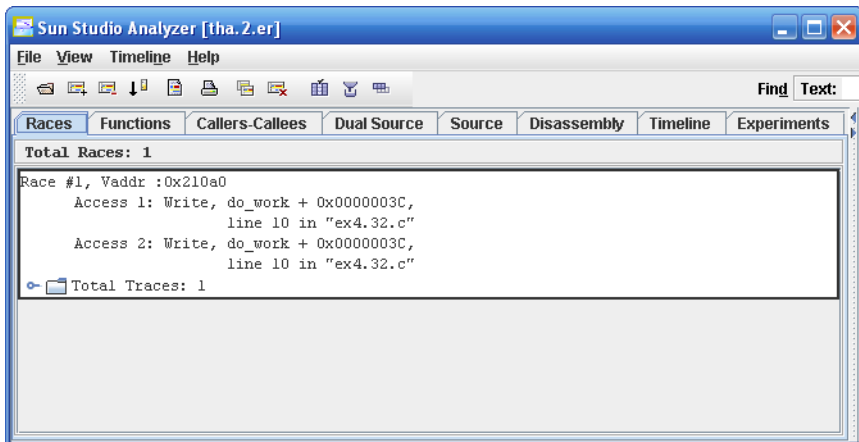 Sun Studio Analyzer [tha.2.er]
File View Timeline Help
Find Text:
Races Functions Callers-Callees Dual Source Source Disassembly Timeline Experiments
Total Races: 1
Race #1, Vaddr :0x210a0
Access 1: Write, do_work + 0x0000003C,
line 10 in "ex4.32.c"
Access 2: Write, do_work + 0x0000003C,
line 10 in "ex4.32.c"
Total Traces: 1